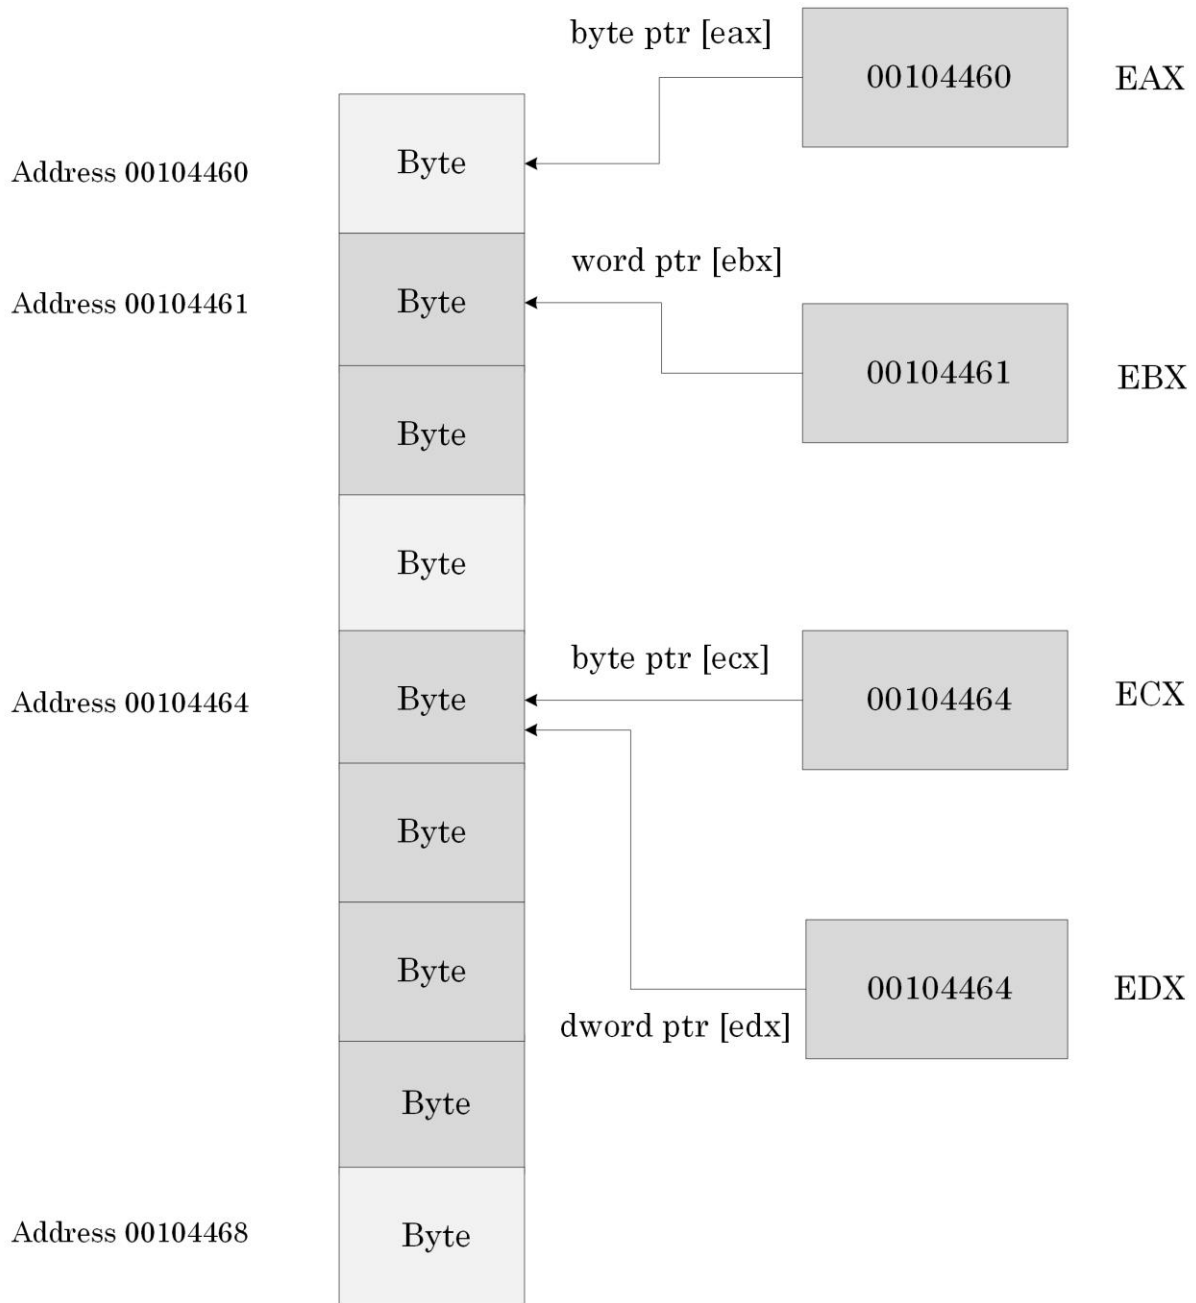 byte ptr [eax]
00104460
EAX
Address 00104460
Byte
word ptr [ebx]
Address 00104461
Byte
00104461
EBX
Byte
Byte
byte ptr [ecx]
Address 00104464
Byte
00104464
ECX
Byte
Byte
00104464
EDX
dword ptr [edx]
Byte
Address 00104468
Byte